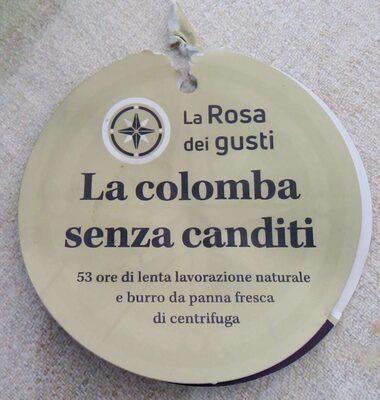 La Rosa
dei gusti
La colomba
senza canditi
53 ore di lenta lavorazione naturale
e burro da panna fresca
di centrifuga